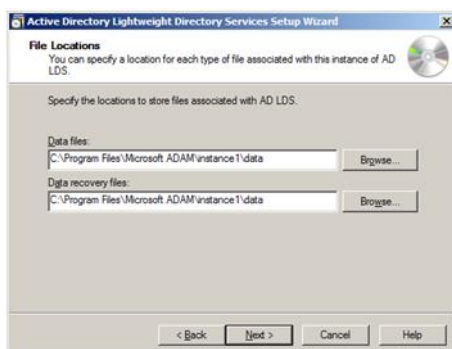 Active Directory Lightweight Directory Services Setup Wizard
File Locations
You can specify a location for each type of file associated with this instance of AD
LDS.
Specify the locations to store files associated with AD LDS.
Data files:
C:\Program Files\Microsoft ADAM\instance1\data
Browse...
Data recovery files:
C:\Program Files\Microsoft ADAM\instance1\data
Browse...
< Back
Next >
Cancel
Help